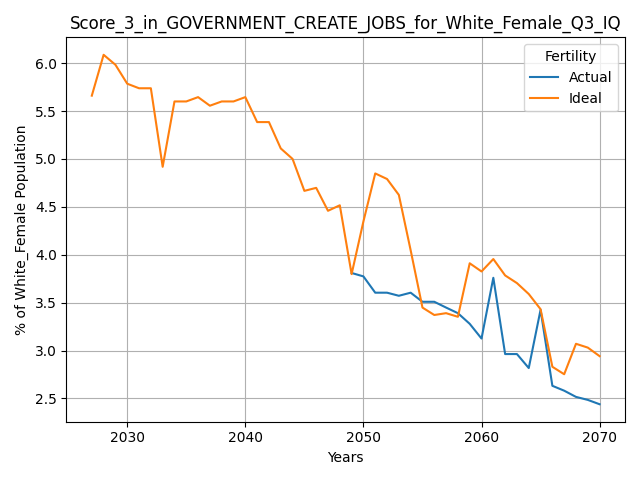 Score_3_in_GOVERNMENT_CREATE_JOBS_for_White_Female_Q3_IQ
Fertility
Actual
Ideal
% of White_Female Population
6.0
5.5
5.0
4.5
4.0
3.5
3.0
2.5
2030 2040 2050 2060 2070
Years